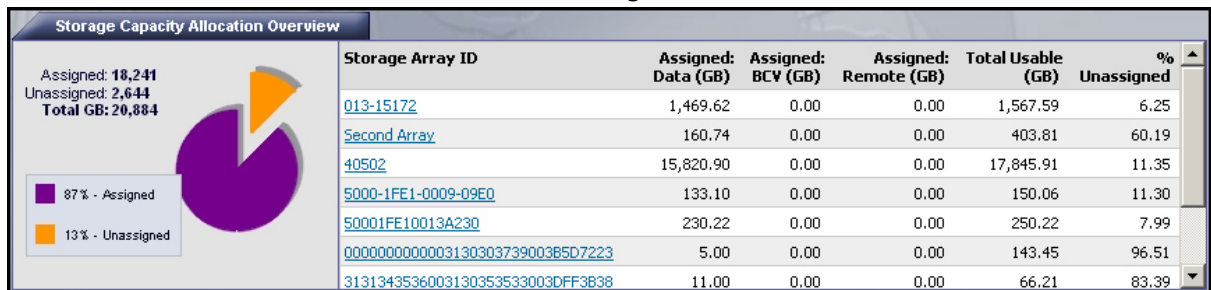 Storage Capacity Allocation Overview
Assigned: 18,241
Unassigned: 2,644
Total GB: 20,884
87% - Assigned
13% - Unassigned
Storage Array ID Assigned: Data (GB) Assigned: BCV (GB) Assigned: Remote (GB) Total Usable (GB) % Unassigned
013-15172 1,469.62 0.00 0.00 1,567.59 6.25
Second Array 160.74 0.00 0.00 403.81 60.19
40502 15,820.90 0.00 0.00 17,845.91 11.35
5000-1FE1-0009-09E0 133.10 0.00 0.00 150.06 11.30
50001FE10013A230 230.22 0.00 0.00 250.22 7.99
0000000000003130303739003B5D7223 5.00 0.00 0.00 143.45 96.51
3131343536003130353533003DFF3B38 11.00 0.00 0.00 66.21 83.39